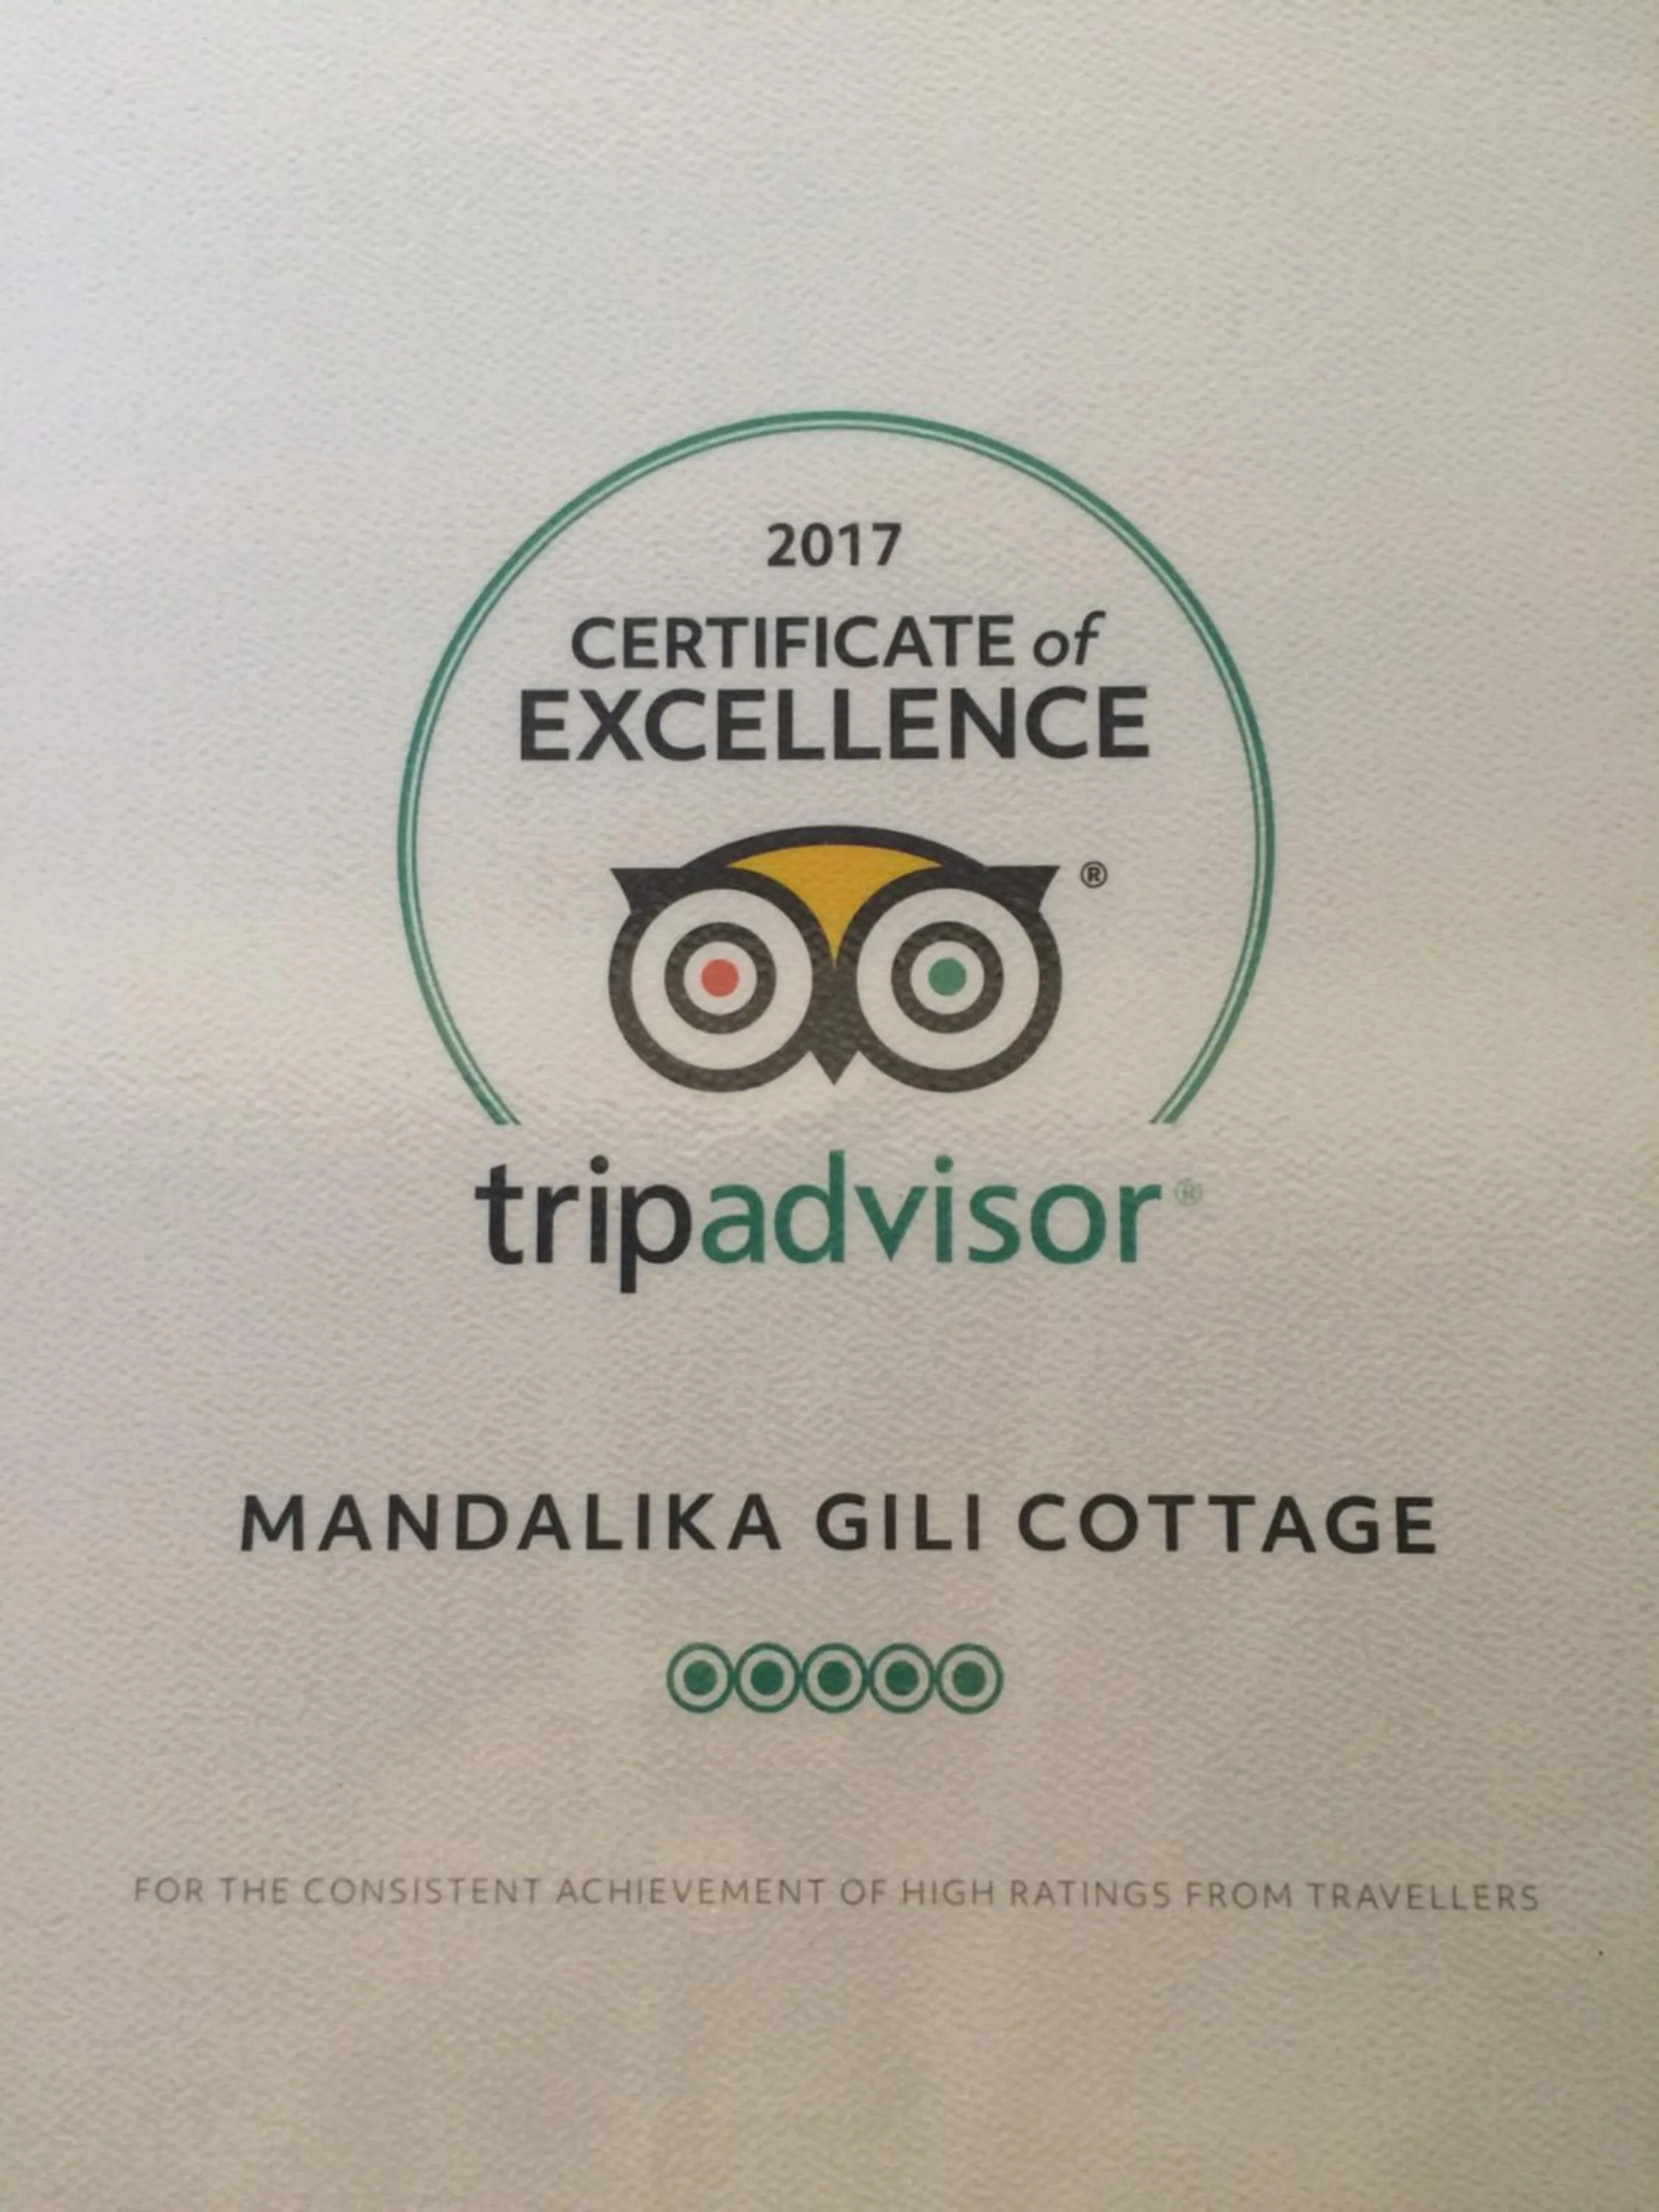 2017
CERTIFICATE of
EXCELLENCE
®
tripadvisor®
MANDALIKA GILI COTTAGE
FOR THE CONSISTENT ACHIEVEMENT OF HIGH RATINGS FROM TRAVELLERS